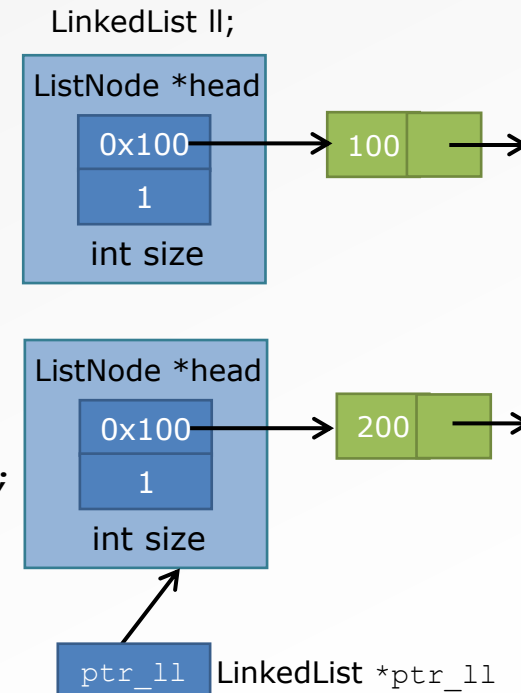 LinkedList ll;
ListNode *head
0x100
100
1
int size
ListNode *head
0x100
200
1
;
int size
ptr_ll LinkedList *ptr_ll